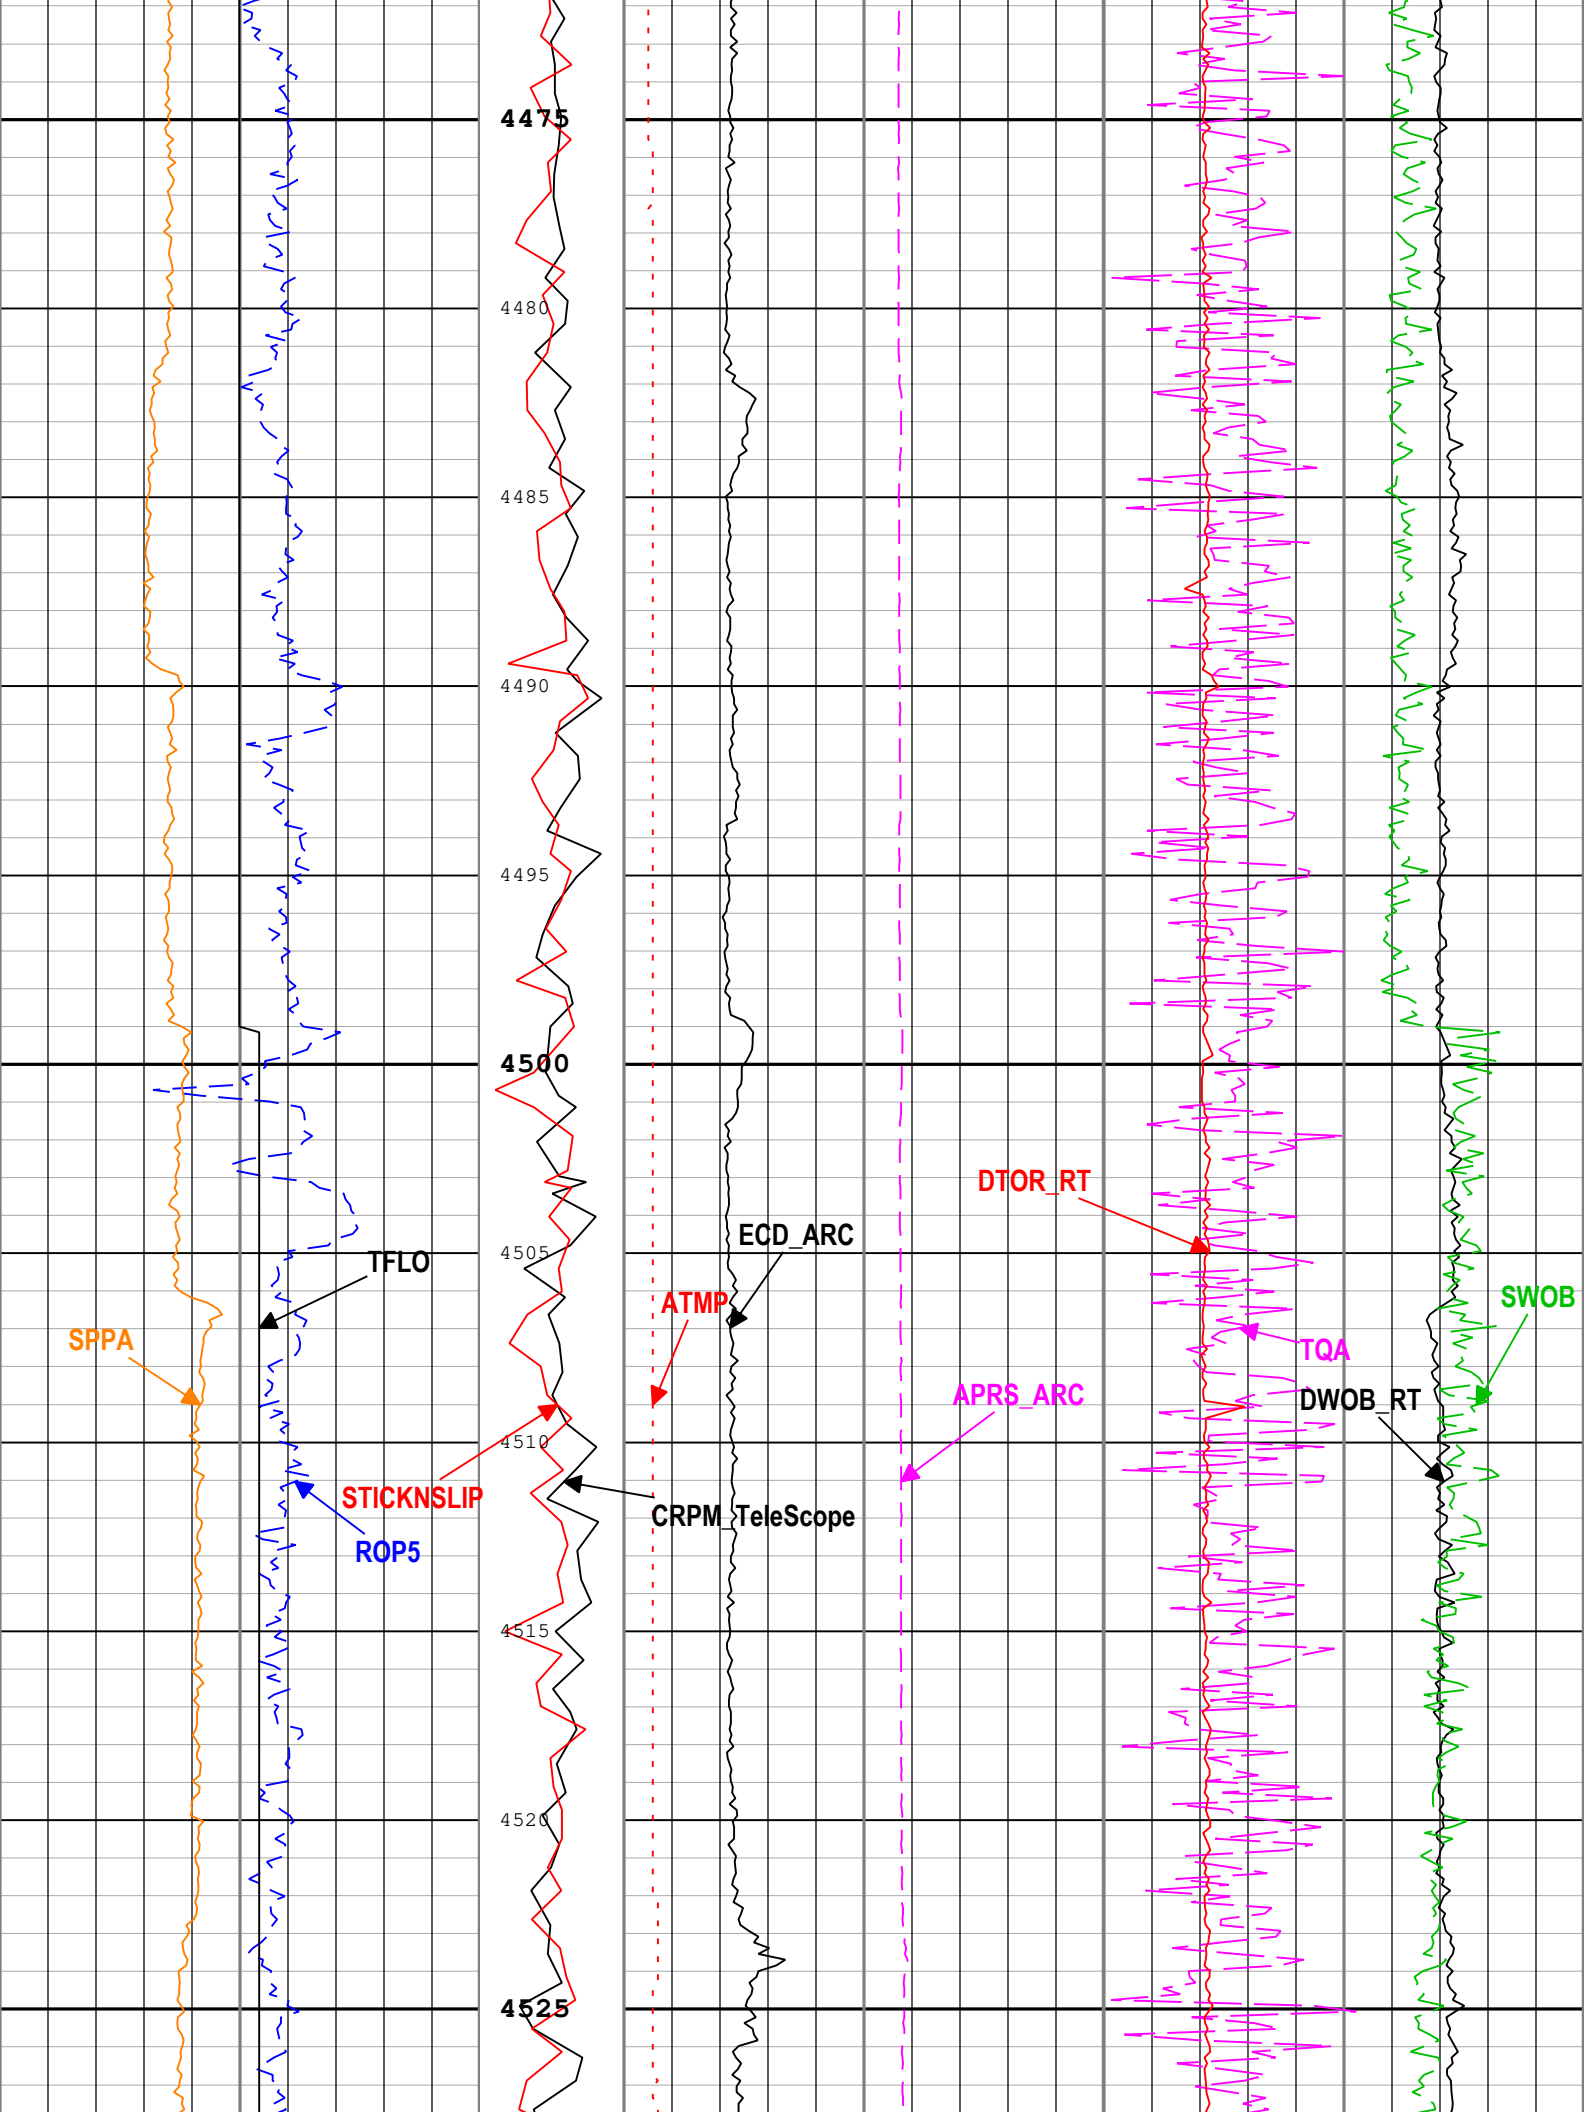 4475
4480
4485
4490
4495
4500
DTOR_RT
ECD_ARC
4505
TFLO
SWOB
ATMP
SPPA
TQA
APRS_ARC
DWOB_RT
4510
STICKNSLIP
CRPM_TeleScope
ROP5
4515
4520
4525